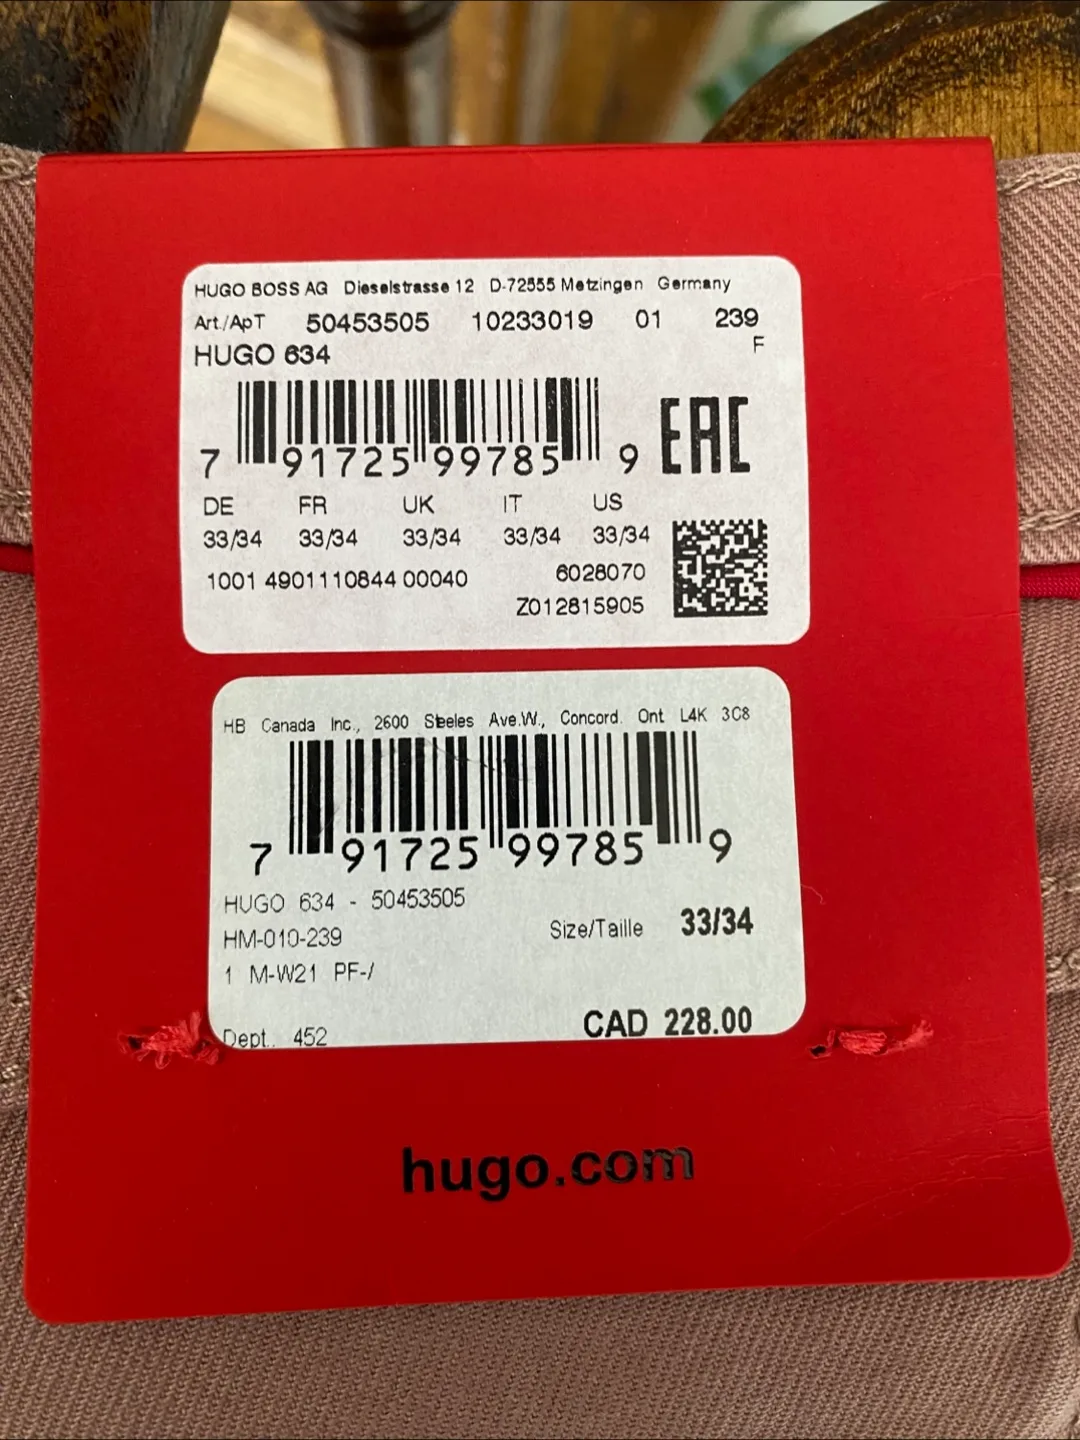 HUGO BOSS AG Dieselstrasse 12 D-72555 Metzingen Germany
Art./АрТ 50453505 10233019 01 239
F
HUGO 634
7 91725 99785 9 EAC
DE FR UK IT US
33/34 33/34 33/34 33/34 33/34
1001 4901110844 00040 6028070
Z012815905
HB Canada Inc., 2600 Steeles Ave.W., Concord. Ont L4K 3C8
7 91725 99785 9
HUGO 634 - 50453505
HM-010-239 Size/Taille 33/34
1 M-W21 PF-/
Dept. 452 CAD 228.00
hugo.com